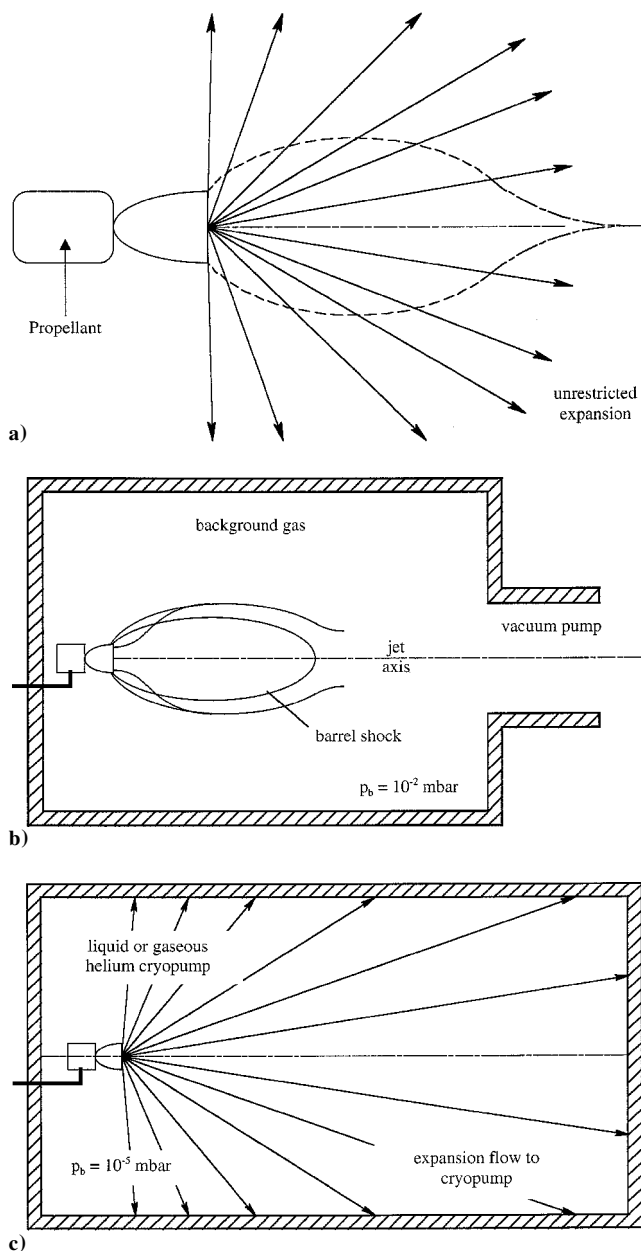 Propellant
unrestricted
expansion
a)
background gas
vacuum pump
jet
axis
barrel shock
p_b = 10^-2 mbar
b)
liquid or gaseous
helium cryopump
p_b = 10^-5 mbar
expansion flow to
cryopump
c)